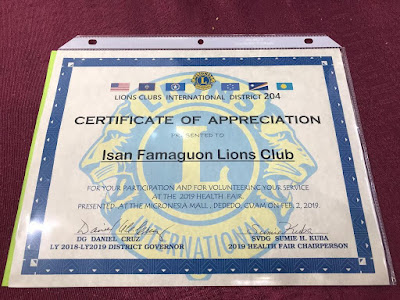 LIONS CLUBS INTERNATIONAL DISTRICT 204
CERTIFICATE OF APPRECIATION
PRESENTED TO
Isan Famaguon Lions Club
FOR YOUR PARTICIPATION AND FOR VOLUNTEERING YOUR SERVICE
AT THE 2019 HEALTH FAIR
PRESENTED AT THE MICRONESIA MALL, DEDEDO, GUAM ON FEB 2, 2019.
DG DANIEL CRUZ
LY 2018-LY2019 DISTRICT GOVERNOR
SVDG SUMIE H. KUBA
2019 HEALTH FAIR CHAIRPERSON
L
INTERNATIONAL